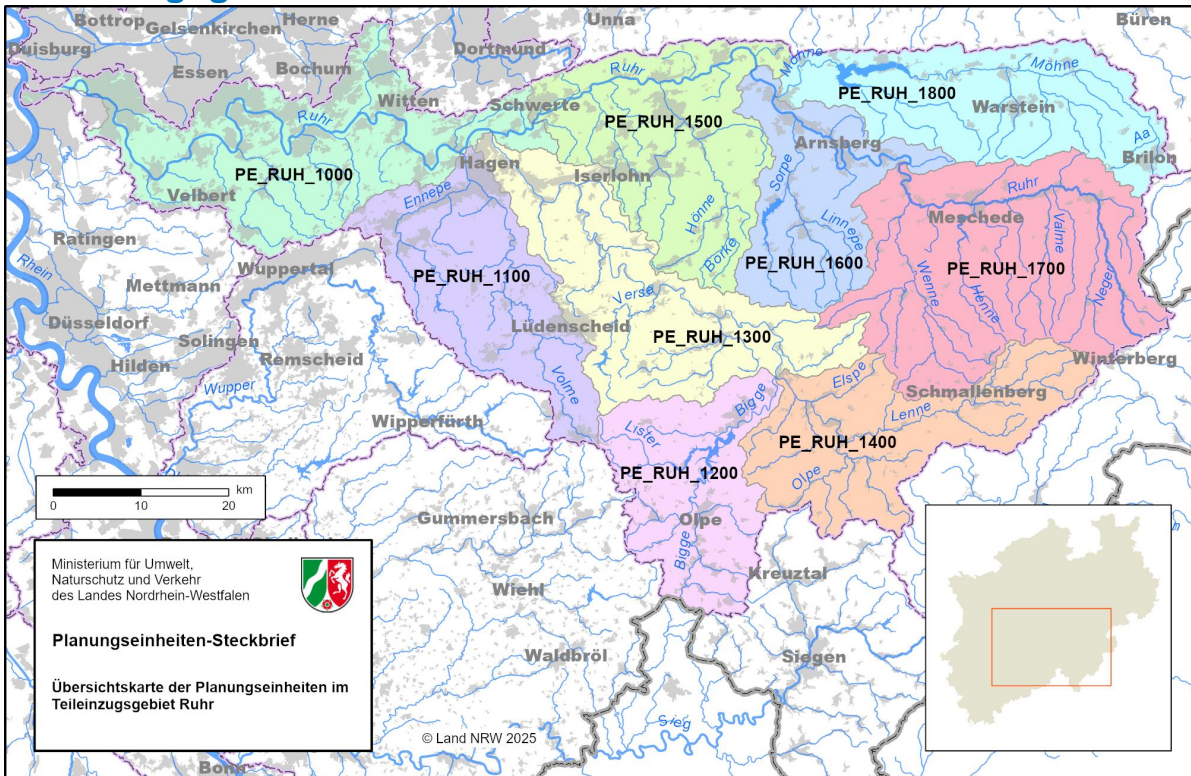 Bottrop
Gelsenkirchen
Herne
Unna
Büren
Duisburg
Essen
Bochum
Dortmund
Ruhr
Möhne
Möhne
Witten
Schwerte
PE_RUH_1800
Warstein
Ruhr
PE_RUH_1500
Arnsberg
Aa
Brilon
Hagen
PE_RUH_1000
Iserlohn
Sorpe
Velbert
Ennepe
Ruhr
Meschede
Hönne
Linnepe
Valme
Ratingen
Rhein
Wuppertal
Borke
PE_RUH_1600
PE_RUH_1700
PE_RUH_1100
Wenne
Henne
Neger
Mettmann
Verse
Düsseldorf
Lüdenscheid
Solingen
PE_RUH_1300
Hilden
Remscheid
Winterberg
Wupper
Volme
Elspe
Schmallenberg
Bigge
Lenne
Wipperfürth
Lister
PE_RUH_1400
PE_RUH_1200
Olpe
km
0 10 20
Gummersbach
Olpe
Bigge
Kreuztal
Wiehl
Ministerium für Umwelt,
Naturschutz und Verkehr
des Landes Nordrhein-Westfalen
Planungseinheiten-Steckbrief
Waldbröl
Siegen
Übersichtskarte der Planungseinheiten im
Teileinzugsgebiet Ruhr
Sieg
© Land NRW 2025
Bonn